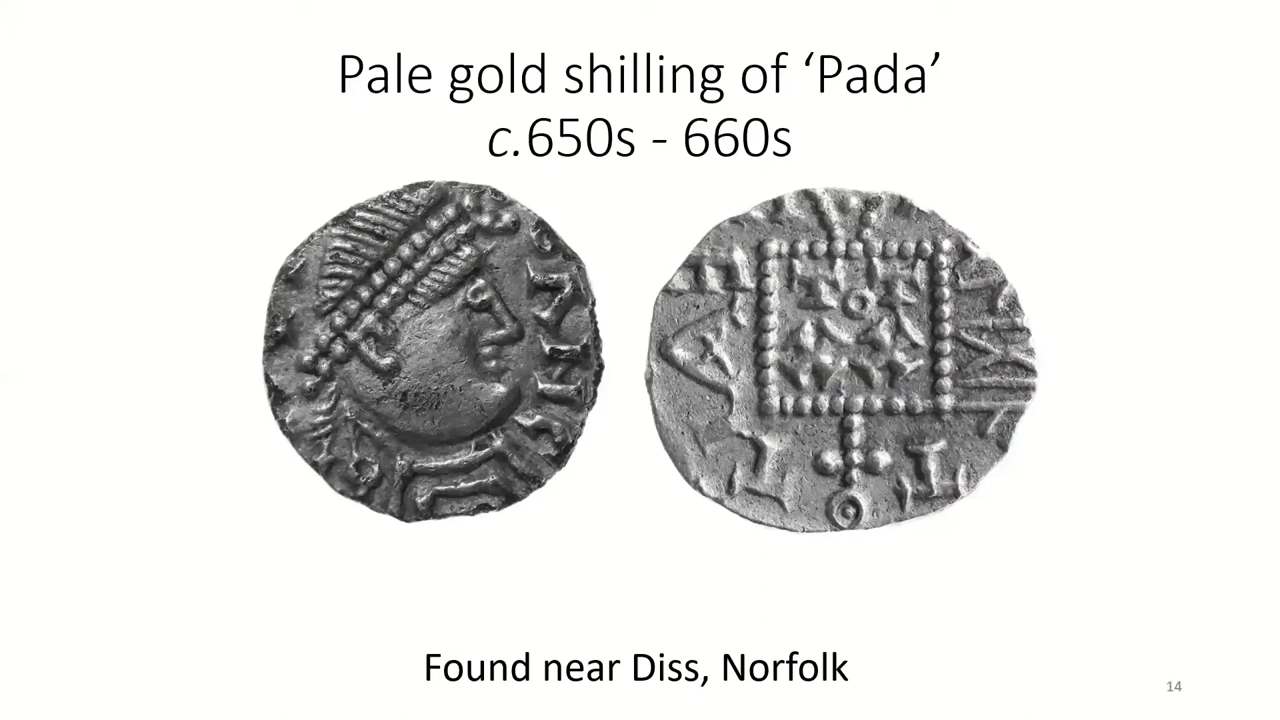 Pale gold shilling of ‘Pada’
c.650s - 660s
Found near Diss, Norfolk
14